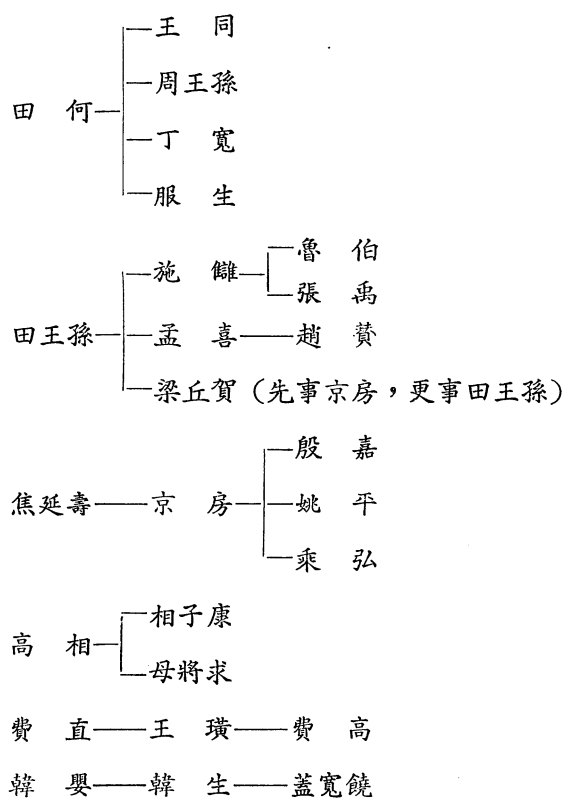 王　同
周王孫
田　何
丁　寬
服　生
魯　伯
施　讎
張　禹
田王孫　孟　喜　趙　賛
梁丘賀（先事京房，更事田王孫）
殷　嘉
焦延壽　京　房　姚　平
乘　弘
相子康
高　相
母將求
費　直　王　璜　費　高
韓　嬰　韓　生　蓋寬饒